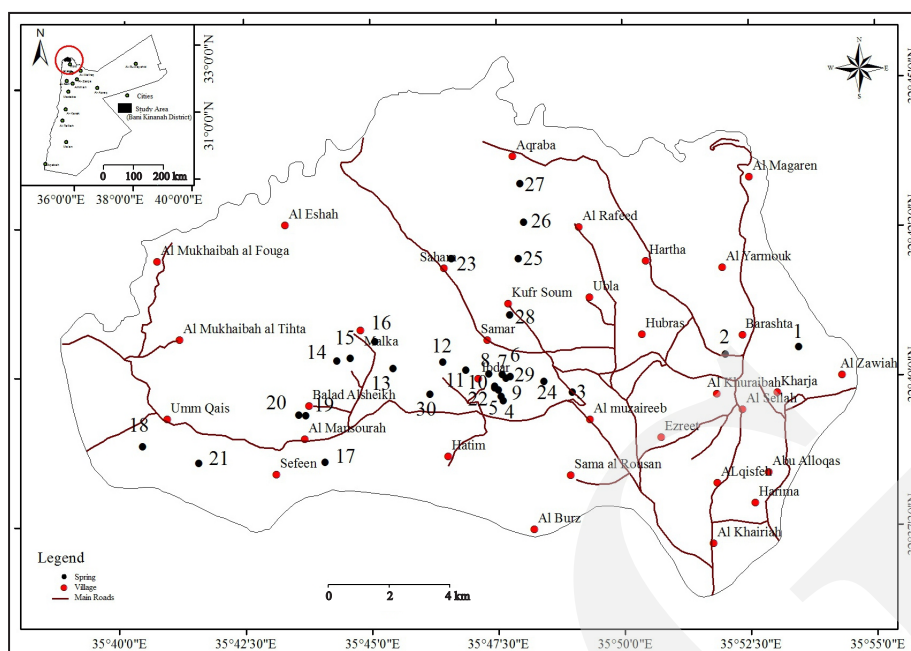 N
33°0'0"N
31°0'0"N
Cities
Study Area
(Bani Kinanah District)
0 100 200 km
36°0'0"E 38°0'0"E 40°0'0"E
N
W E
S
Aqraba
Al Magaren
27
Al Eshah
26
Al Rafeed
Al Mukhaibah al Fouga
23
25
Hartha
Al Yarmouk
Ubla
Kufr Soum
28
Al Mukhaibah al Tihta
15
16
Malka
Samar
Hubras
2
Barashta
1
14
13
12
8
7
6
29
11
10
9
22
5
4
24
3
30
Al Zawiah
Al Khuraibah
Kharja
Al Sellah
20
19
Balad Alsheikh
Umm Qais
Al Mansourah
Al muzaireeb
Ezreet
18
21
17
Sefeen
Hatim
Sama al Rousan
ALqisfeh
Abu Alloqas
Harima
Al Burz
Al Khairiah
Legend
Spring
Village
Main Roads
0 2 4 km
35°40'0"E 35°42'30"E 35°45'0"E 35°47'30"E 35°50'0"E 35°52'30"E 35°55'0"E